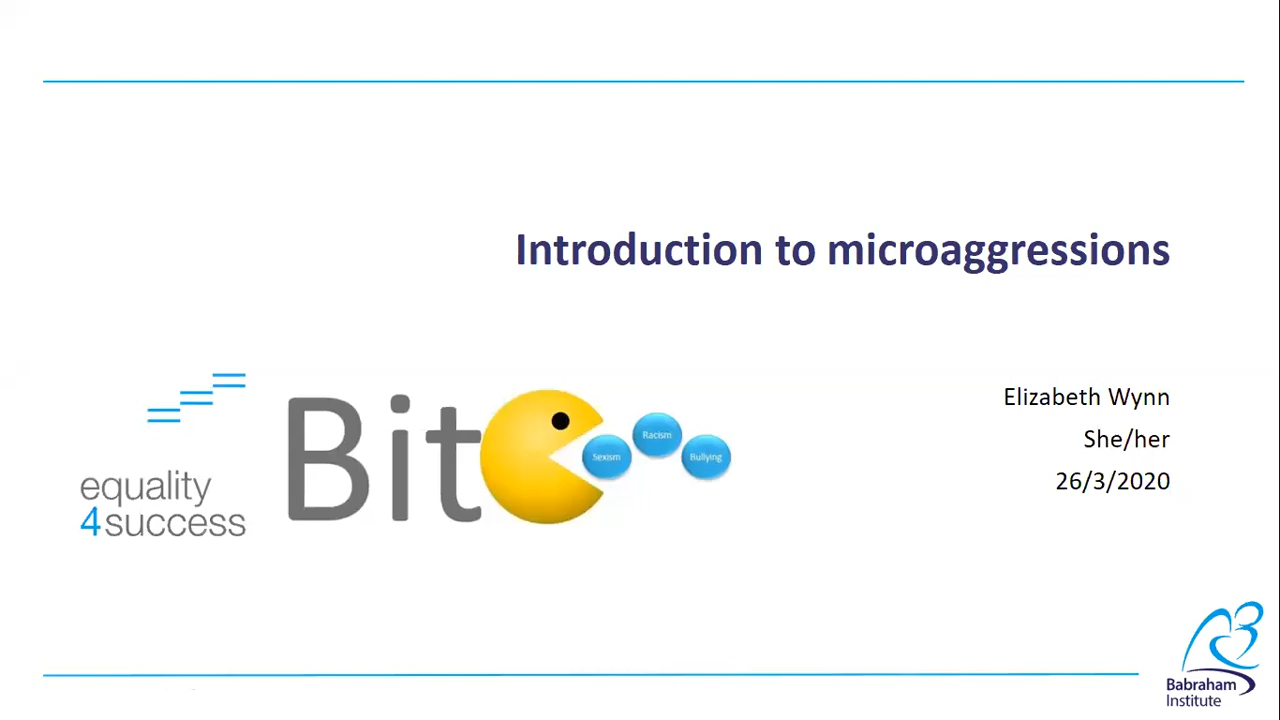 Introduction to microaggressions
Elizabeth Wynn
She/her
26/3/2020
equality
4success
Bit
Sexism
Racism
Bullying
Babraham
Institute